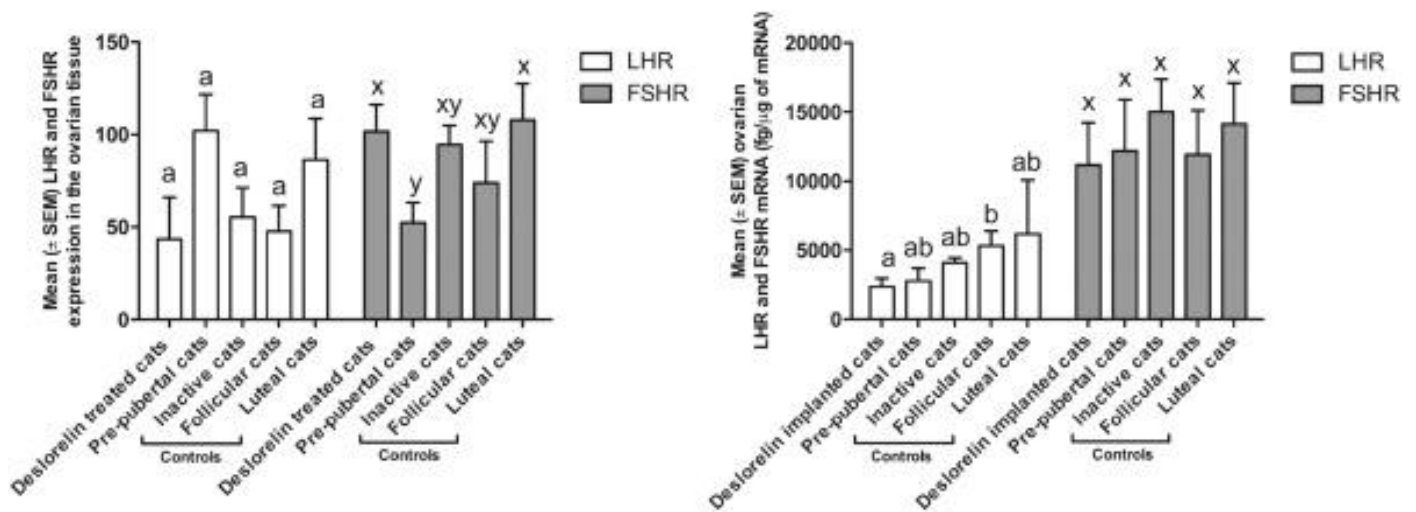 Mean (± SEM) LHR and FSHR
expression in the ovarian tissue
150
100
50
0
a
a
a
a
a
x
y
xy
xy
x
LHR
FSHR
Deslorelin treated cats
Pre-pubertal cats
Inactive cats
Follicular cats
Luteal cats
Deslorelin treated cats
Pre-pubertal cats
Inactive cats
Follicular cats
Luteal cats
Controls
Controls
Mean (± SEM) ovarian
LHR and FSHR mRNA (fg/µg of mRNA)
20000
15000
10000
5000
0
a
ab
ab
b
ab
x
x
x
x
x
LHR
FSHR
Deslorelin implanted cats
Pre-pubertal cats
Inactive cats
Follicular cats
Luteal cats
Deslorelin implanted cats
Pre-pubertal cats
Inactive cats
Follicular cats
Luteal cats
Controls
Controls